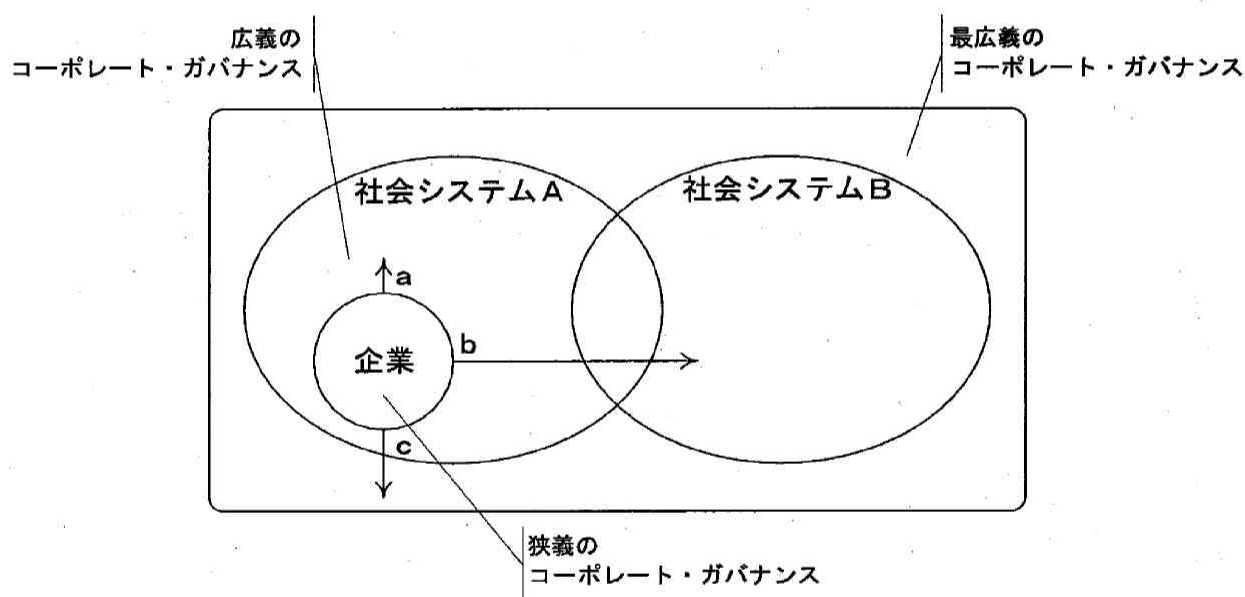 広義の
コーポレート・ガバナンス
最広義の
コーポレート・ガバナンス
社会システムA
社会システムB
a
b
企業
c
狭義の
コーポレート・ガバナンス